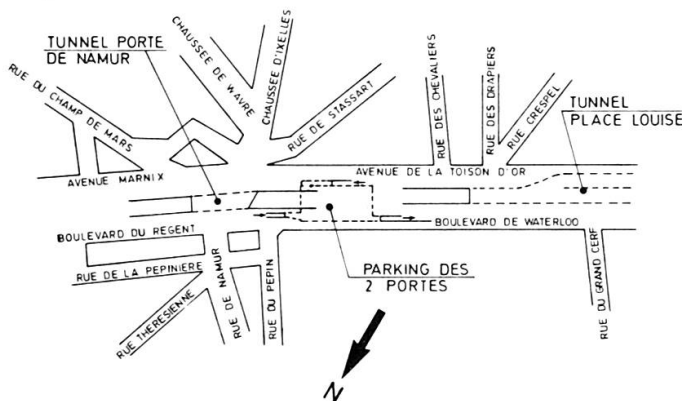 TUNNEL PORTE
DE NAMUR
CHAUSSEE DE WAVRE
CHAUSSEE D'IXELLES
RUE DE STASSART
RUE DES CHEVALIERS
RUE DES DRAPIERS
RUE CRESPEL
TUNNEL
PLACE LOUISE
RUE DU CHAMP DE MARS
AVENUE MARNIX
AVENUE DE LA TOISON D'OR
BOULEVARD DU REGENT
BOULEVARD DE WATERLOO
RUE DE LA PEPINIERE
RUE THERESIENNE
RUE DE NAMUR
RUE DU PEPIN
PARKING DES
2 PORTES
RUE DU GRAND CERF
N